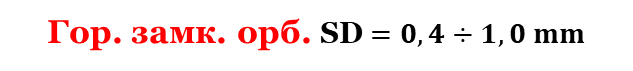 Гор. замк. орб. SD = 0,4 ÷ 1,0 mm